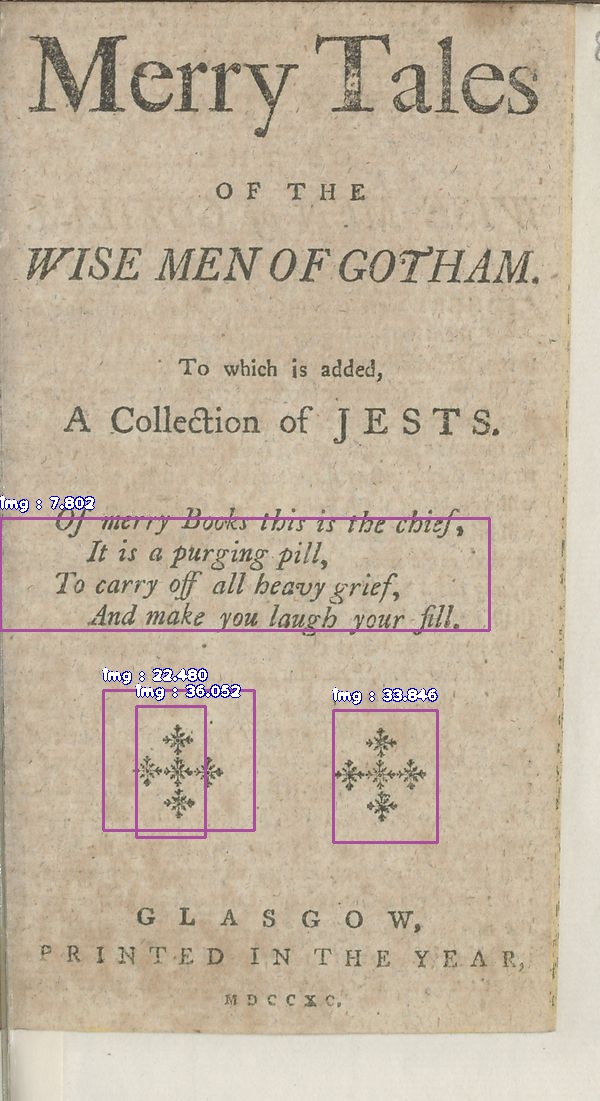 Merry Tales
OF THE
WISE MEN OF GOTHAM.
To which is added,
A Collection of JESTS.
img : 7.802
Of merry Books this is the chief,
It is a purging pill,
To carry off all heavy grief,
And make you laugh your fill.
img : 22.480
img : 36.052
img : 33.846
GLASGOW,
PRINTED IN THE YEAR,
MDCCXC.